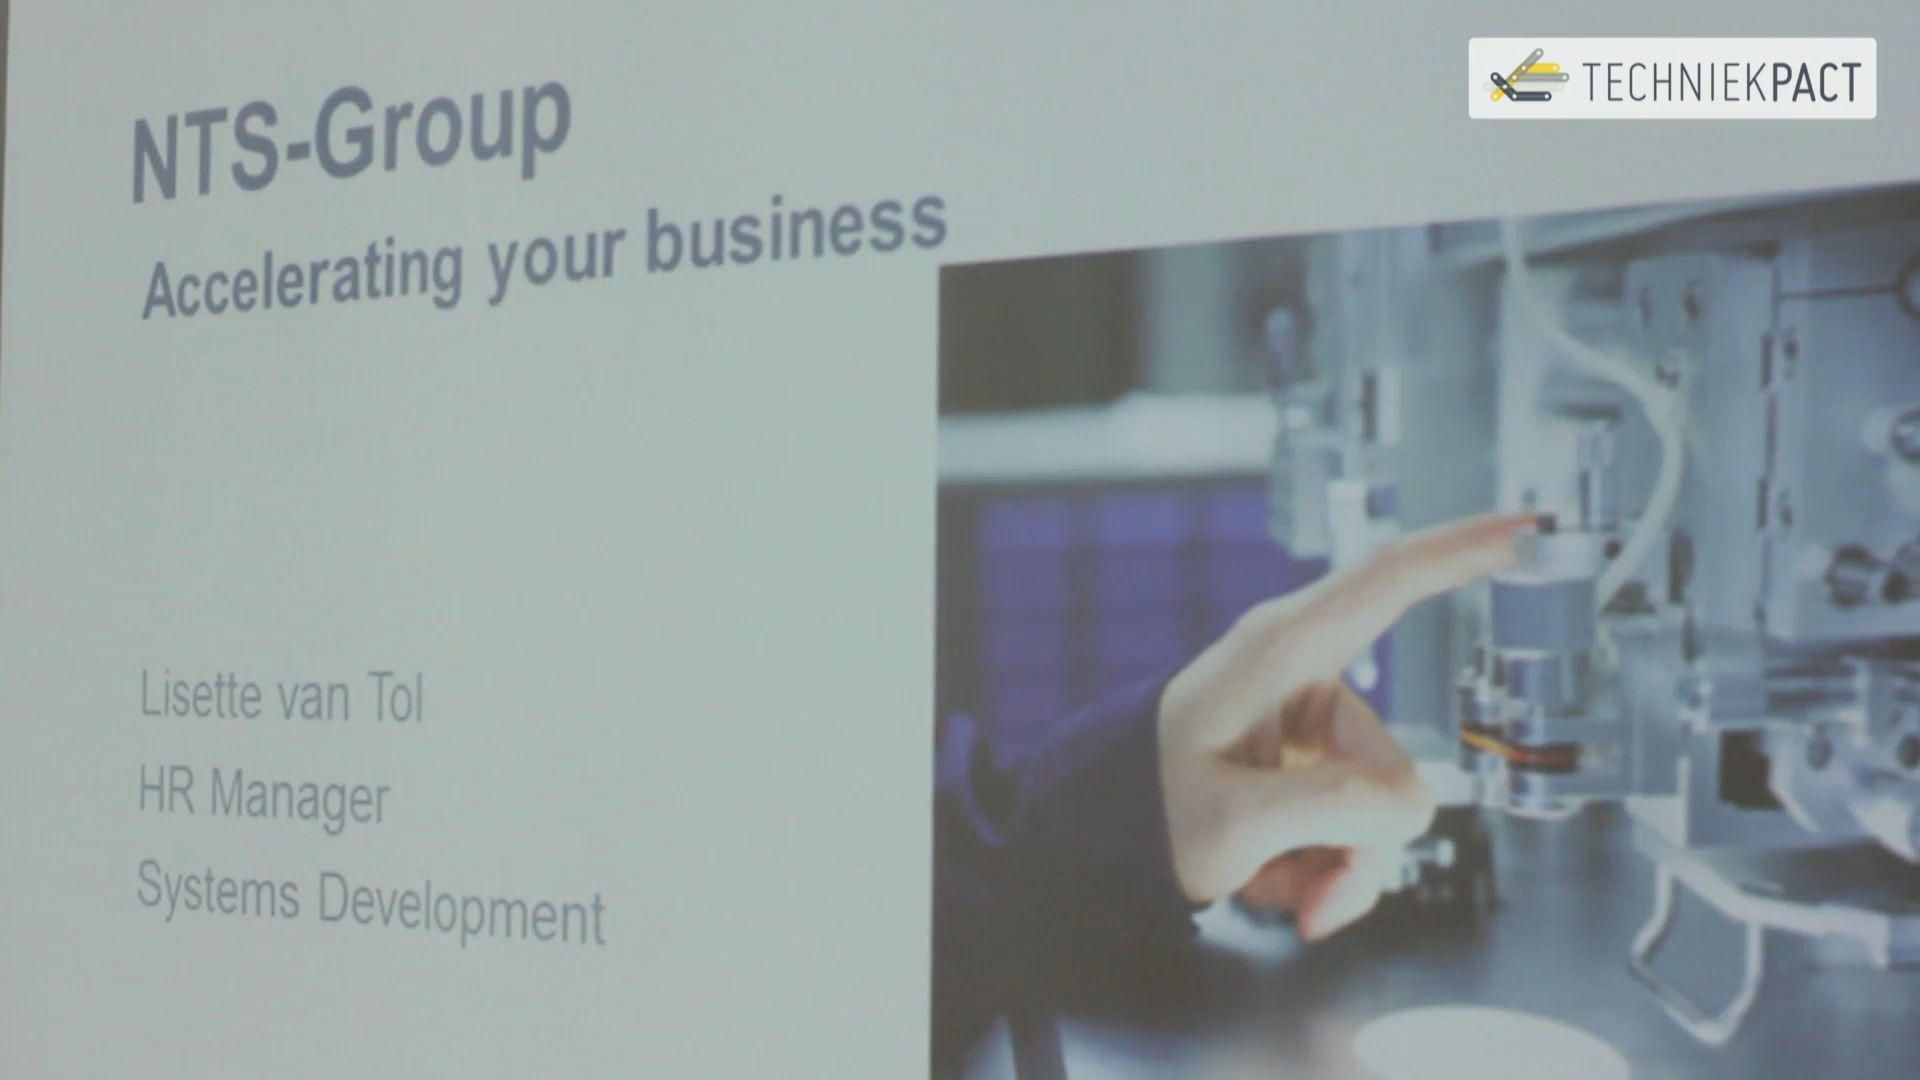 TECHNIEKPACT
NTS-Group
Accelerating your business
Lisette van Tol
HR Manager
Systems Development